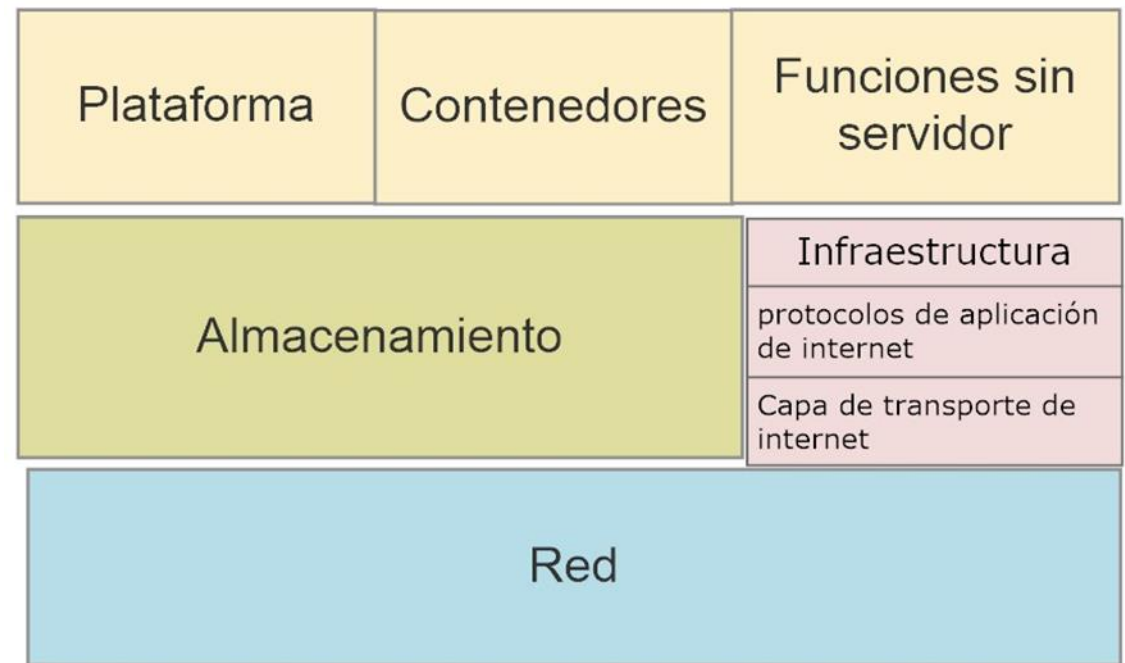 Plataforma
Contenedores
Funciones sin
servidor
Almacenamiento
Infraestructura
protocolos de aplicación
de internet
Capa de transporte de
internet
Red